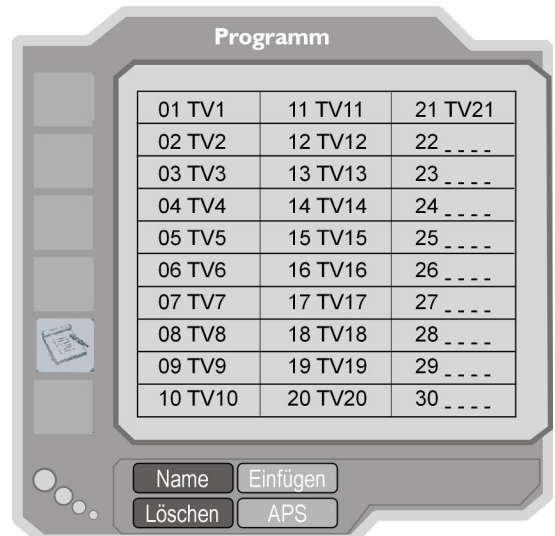 Programm
01 TV1 11 TV11 21 TV21
02 TV2 12 TV12 22 _ _ _ _
03 TV3 13 TV13 23 _ _ _ _
04 TV4 14 TV14 24 _ _ _ _
05 TV5 15 TV15 25 _ _ _ _
06 TV6 16 TV16 26 _ _ _ _
07 TV7 17 TV17 27 _ _ _ _
08 TV8 18 TV18 28 _ _ _ _
09 TV9 19 TV19 29 _ _ _ _
10 TV10 20 TV20 30 _ _ _ _
Name Einfügen
Löschen APS